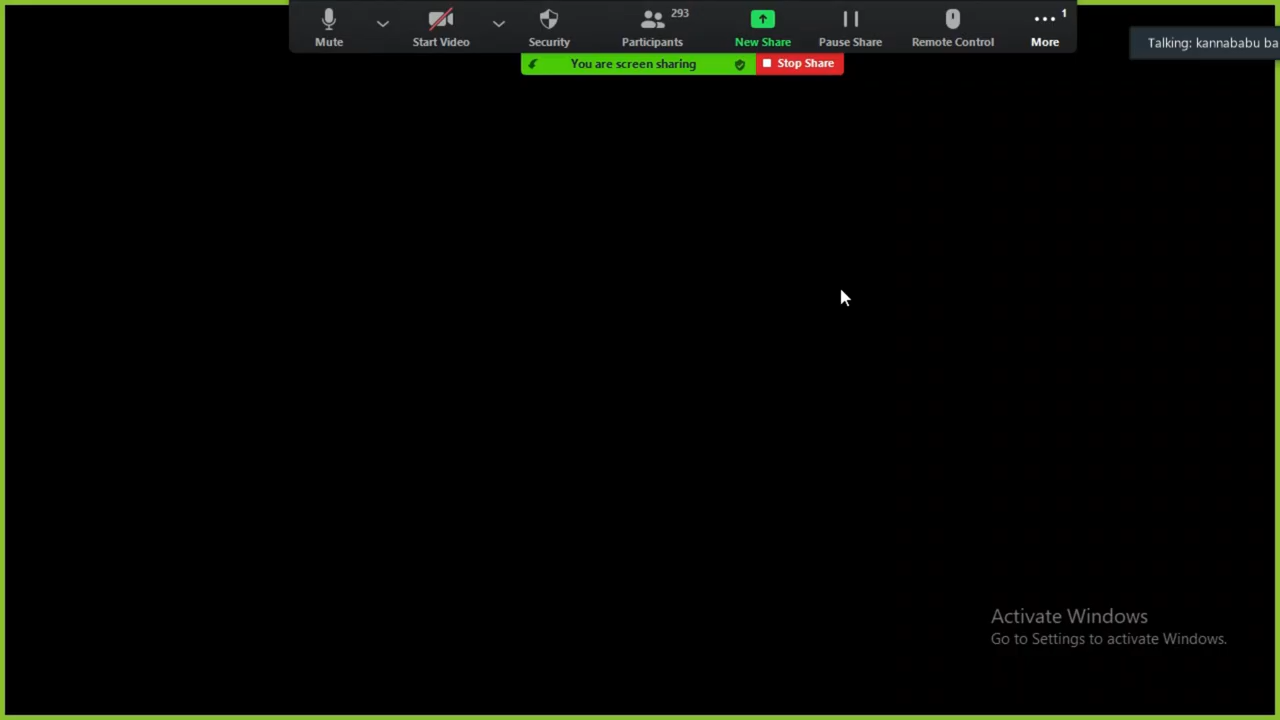 293
1
Mute
Start Video
Security
Participants
New Share
Pause Share
Remote Control
More
Talking: kannababu ba
You are screen sharing
Stop Share
Activate Windows
Go to Settings to activate Windows.